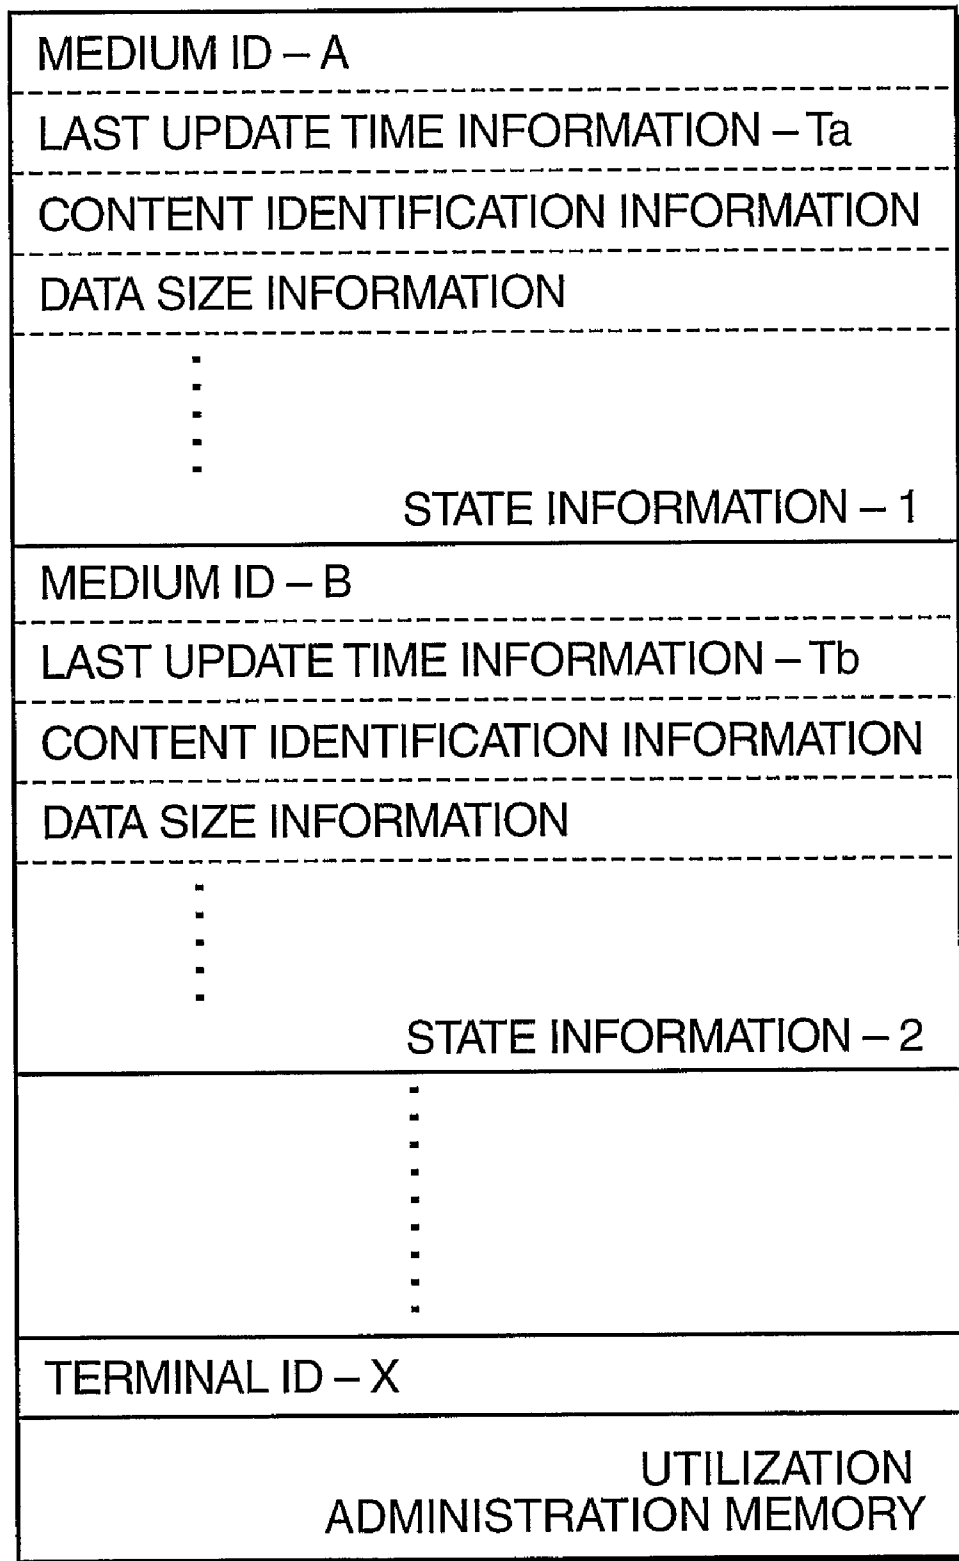 MEDIUM ID – A
LAST UPDATE TIME INFORMATION – Ta
CONTENT IDENTIFICATION INFORMATION
DATA SIZE INFORMATION
STATE INFORMATION – 1
MEDIUM ID – B
LAST UPDATE TIME INFORMATION – Tb
CONTENT IDENTIFICATION INFORMATION
DATA SIZE INFORMATION
STATE INFORMATION – 2
TERMINAL ID – X
UTILIZATION
ADMINISTRATION MEMORY